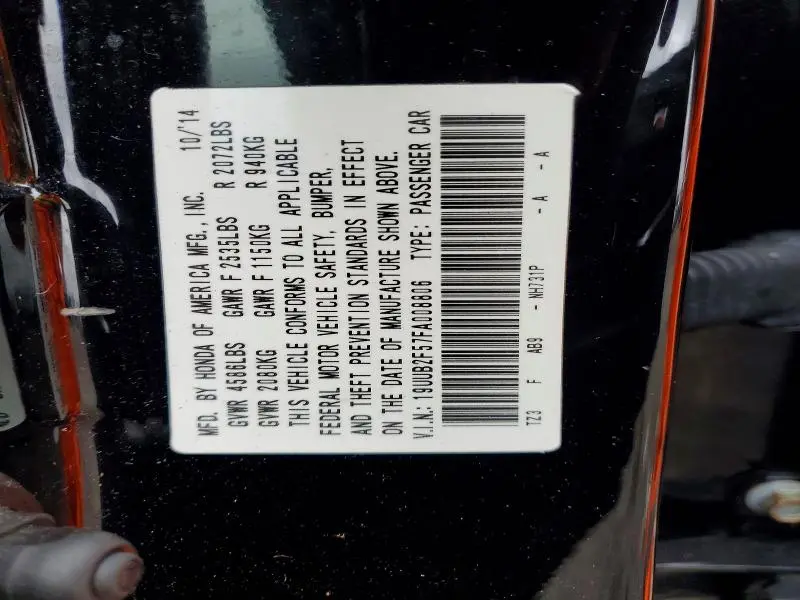 MFD. BY HONDA OF AMERICA MFG., INC. 10/'14
GVWR 4586LBS GAWR F 2535LBS R 2072LBS
GVWR 2080KG GAWR F 1150KG R 940KG
THIS VEHICLE CONFORMS TO ALL APPLICABLE
FEDERAL MOTOR VEHICLE SAFETY, BUMPER,
AND THEFT PREVENTION STANDARDS IN EFFECT
ON THE DATE OF MANUFACTURE SHOWN ABOVE.
V.I.N.: 19UUB2F57FA008806 TYPE: PASSENGER CAR
TZ3 F AB9 - NH731P - A - A